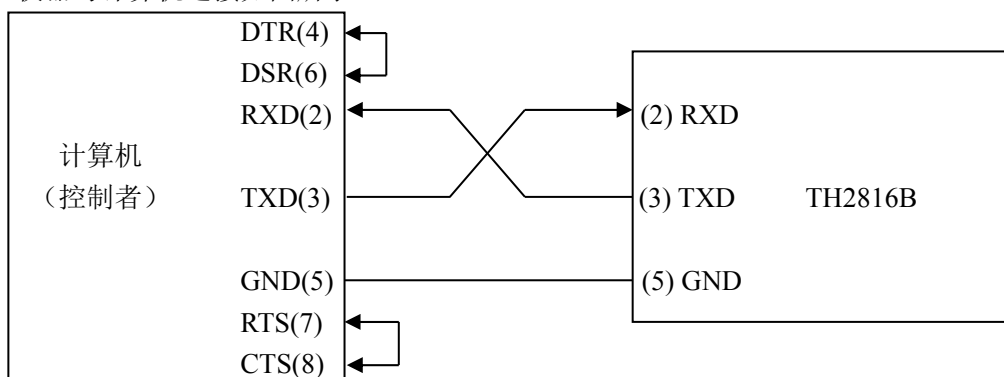 DTR(4)
DSR(6)
RXD(2)
(2) RXD
计算机
(控制者)
TXD(3)
(3) TXD
TH2816B
GND(5)
(5) GND
RTS(7)
CTS(8)